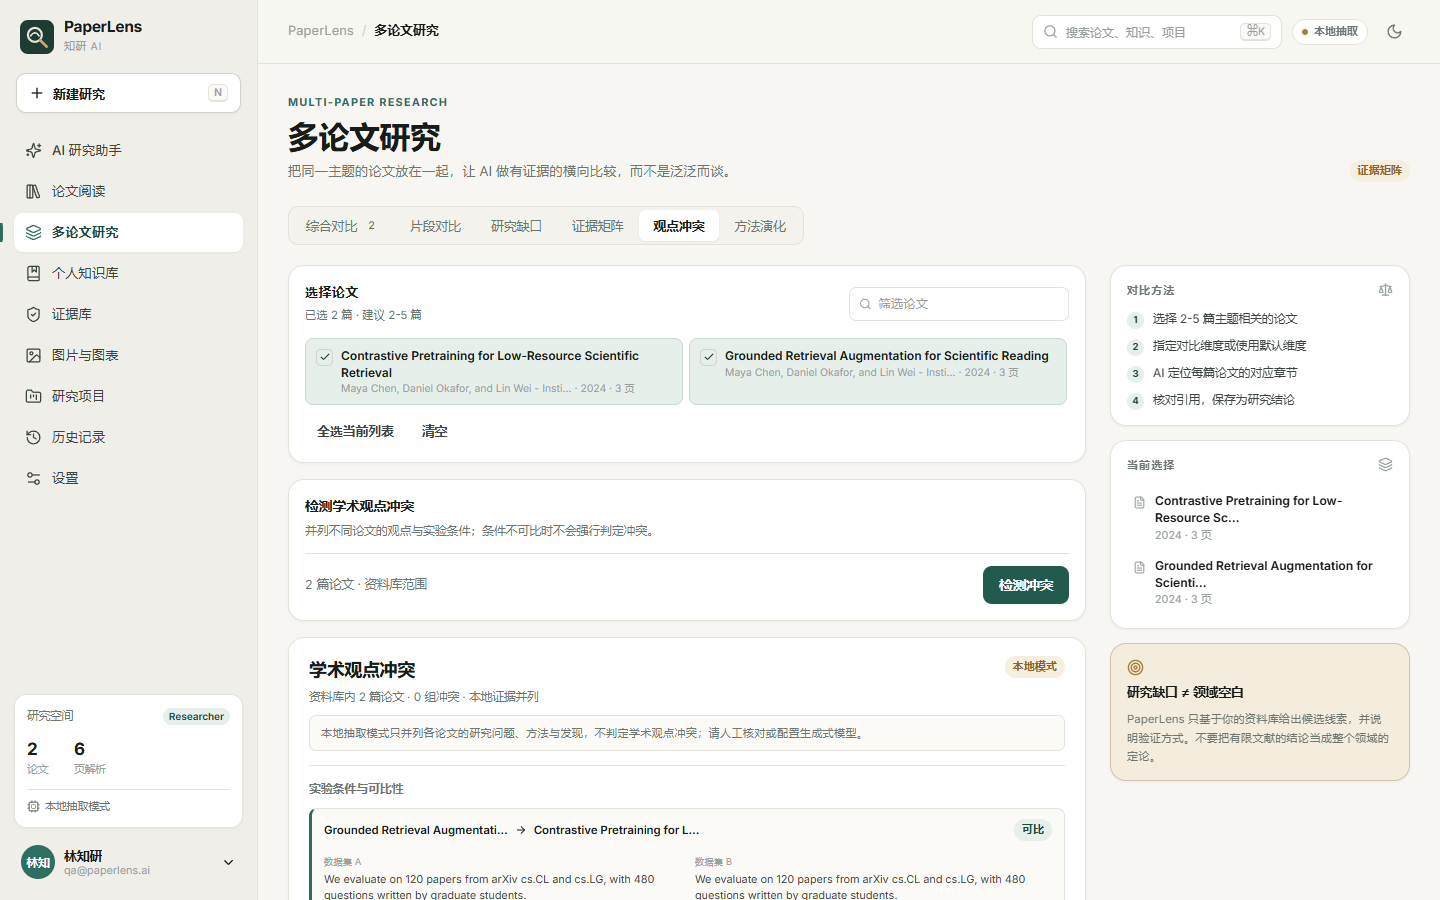 PaperLens
知研 AI
新建研究
N
AI 研究助手
论文阅读
多论文研究
个人知识库
证据库
图片与图表
研究项目
历史记录
设置
研究空间
Researcher
2
6
论文
页解析
本地抽取模式
林知
林知研
qa@paperlens.ai
PaperLens / 多论文研究
搜索论文、知识、项目
⌘K
本地抽取
MULTI-PAPER RESEARCH
多论文研究
把同一主题的论文放在一起，让 AI 做有证据的横向比较，而不是泛泛而谈。
证据矩阵
综合对比 2
片段对比
研究缺口
证据矩阵
观点冲突
方法演化
选择论文
已选 2 篇 · 建议 2-5 篇
筛选论文
Contrastive Pretraining for Low-Resource Scientific
Retrieval
Maya Chen, Daniel Okafor, and Lin Wei - Insti... · 2024 · 3 页
Grounded Retrieval Augmentation for Scientific Reading
Maya Chen, Daniel Okafor, and Lin Wei - Insti... · 2024 · 3 页
全选当前列表
清空
检测学术观点冲突
并列不同论文的观点与实验条件；条件不可比时不会强行判定冲突。
2 篇论文 · 资料库范围
检测冲突
学术观点冲突
本地模式
资料库内 2 篇论文 · 0 组冲突 · 本地证据并列
本地抽取模式只并列各论文的研究问题、方法与发现，不判定学术观点冲突；请人工核对或配置生成式模型。
实验条件与可比性
Grounded Retrieval Augmentati... → Contrastive Pretraining for L...
可比
数据集 A
We evaluate on 120 papers from arXiv cs.CL and cs.LG, with 480
questions written by graduate students.
数据集 B
We evaluate on 120 papers from arXiv cs.CL and cs.LG, with 480
questions written by graduate students.
对比方法
1 选择 2-5 篇主题相关的论文
2 指定对比维度或使用默认维度
3 AI 定位每篇论文的对应章节
4 核对引用，保存为研究结论
当前选择
Contrastive Pretraining for Low-
Resource Sc...
2024 · 3 页
Grounded Retrieval Augmentation for
Scienti...
2024 · 3 页
研究缺口 ≠ 领域空白
PaperLens 只基于你的资料库给出候选线索，并说
明验证方式。不要把有限文献的结论当成整个领域的
定论。